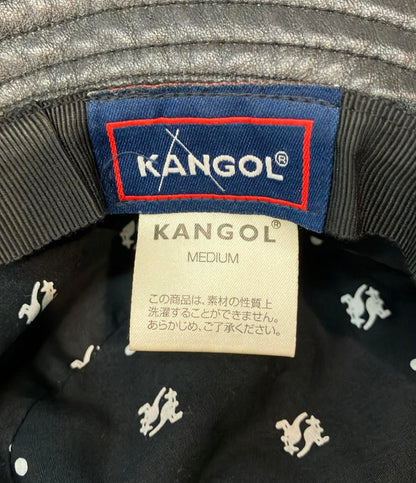 KANGOL®
KANGOL®
MEDIUM
この商品は、素材の性質上
洗濯することができません。
あらかじめ、ご了承ください。